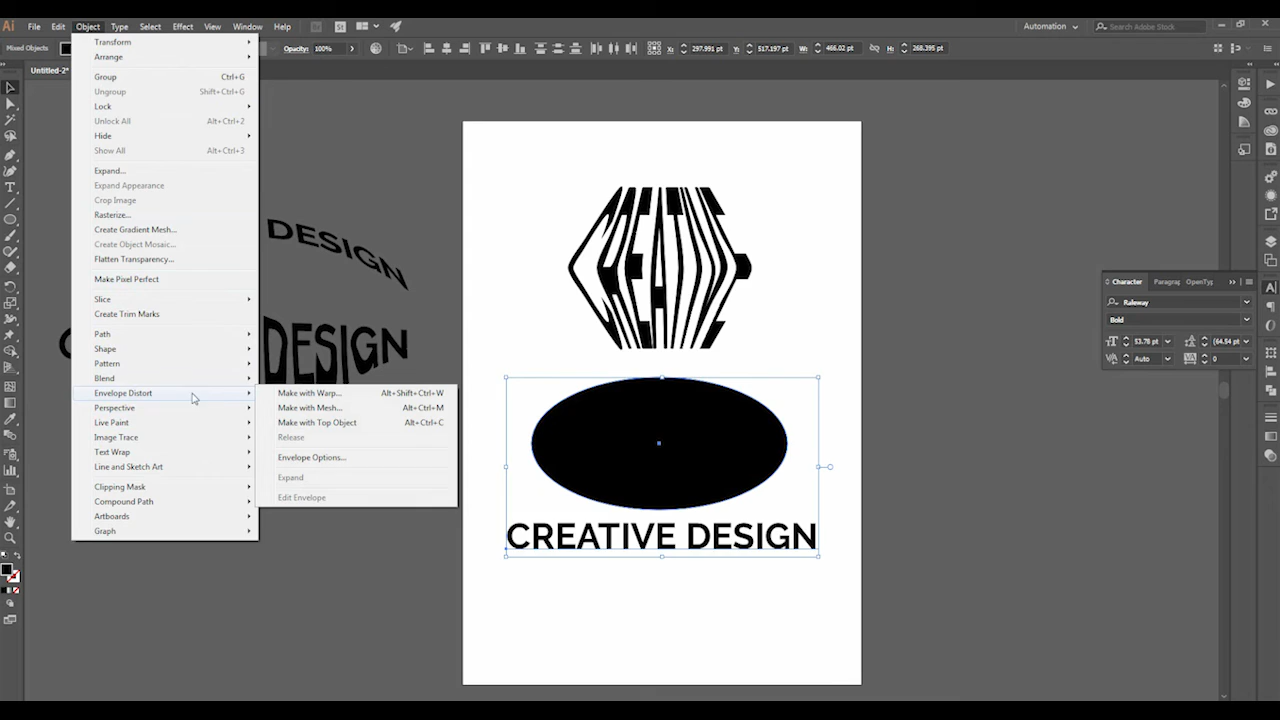 Ai File Edit Object Type Select Effect View Window Help Br St Automation Search Adobe Stock
Mixed Objects Opacity: 100% X: 297.991 pt Y: 517.197 pt W: 466.02 pt H: 268.395 pt
Untitled-2*
Transform
Arrange
Group Ctrl+G
Ungroup Shift+Ctrl+G
Lock
Unlock All Alt+Ctrl+2
Hide
Show All Alt+Ctrl+3
Expand...
Expand Appearance
Crop Image
Rasterize...
Create Gradient Mesh...
Create Object Mosaic...
Flatten Transparency...
Make Pixel Perfect
Slice
Create Trim Marks
Path
Shape
Pattern
Blend
Envelope Distort
Perspective
Live Paint
Image Trace
Text Wrap
Line and Sketch Art
Clipping Mask
Compound Path
Artboards
Graph
Make with Warp... Alt+Shift+Ctrl+W
Make with Mesh... Alt+Ctrl+M
Make with Top Object Alt+Ctrl+C
Release
Envelope Options...
Expand
Edit Envelope
DESIGN
DESIGN
CREATIVE
CREATIVE DESIGN
Character Paragra OpenTyp
Raleway
Bold
53.78 pt (64.54 pt
Auto 0